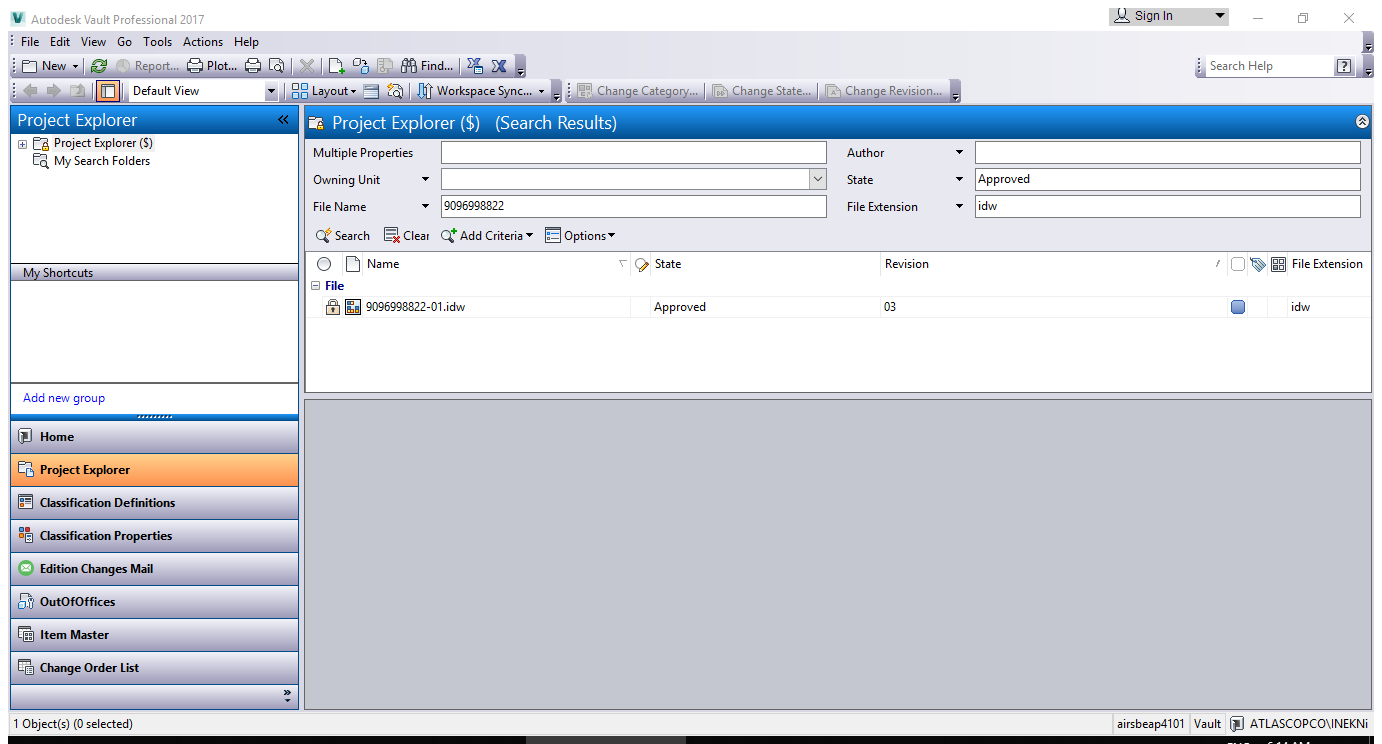 Autodesk Vault Professional 2017 Sign In
File Edit View Go Tools Actions Help
New Report... Plot... Find... Search Help ?
Default View Layout Workspace Sync... Change Category... Change State... Change Revision...
Project Explorer
Project Explorer ($)
My Search Folders
My Shortcuts
Add new group
Home
Project Explorer
Classification Definitions
Classification Properties
Edition Changes Mail
OutOfOffices
Item Master
Change Order List
Project Explorer ($) (Search Results)
Multiple Properties Author
Owning Unit State Approved
File Name 9096998822 File Extension idw
Search Clear Add Criteria Options
Name State Revision File Extension
File
9096998822-01.idw Approved 03 idw
1 Object(s) (0 selected) airsbeap4101 Vault ATLASCOPCO\INEKNi